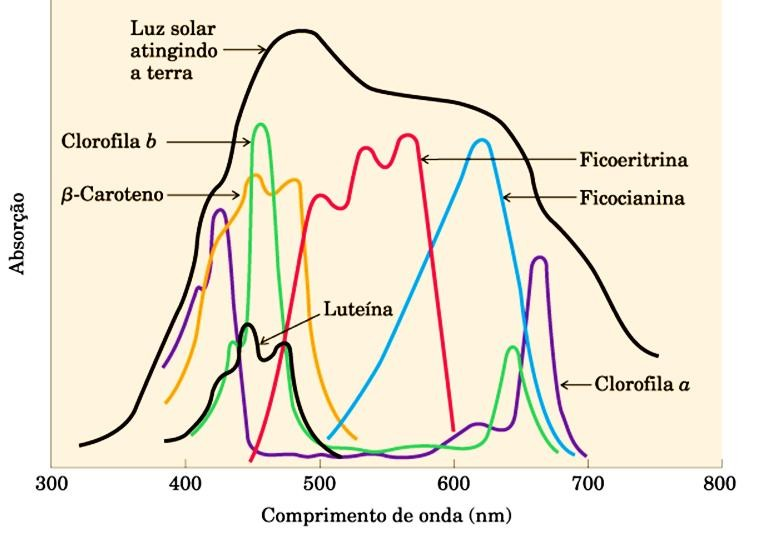 Luz solar
atingindo
a terra
Clorofila b
β-Caroteno
Ficoeritrina
Ficocianina
Luteína
Clorofila a
Absorção
300 400 500 600 700 800
Comprimento de onda (nm)